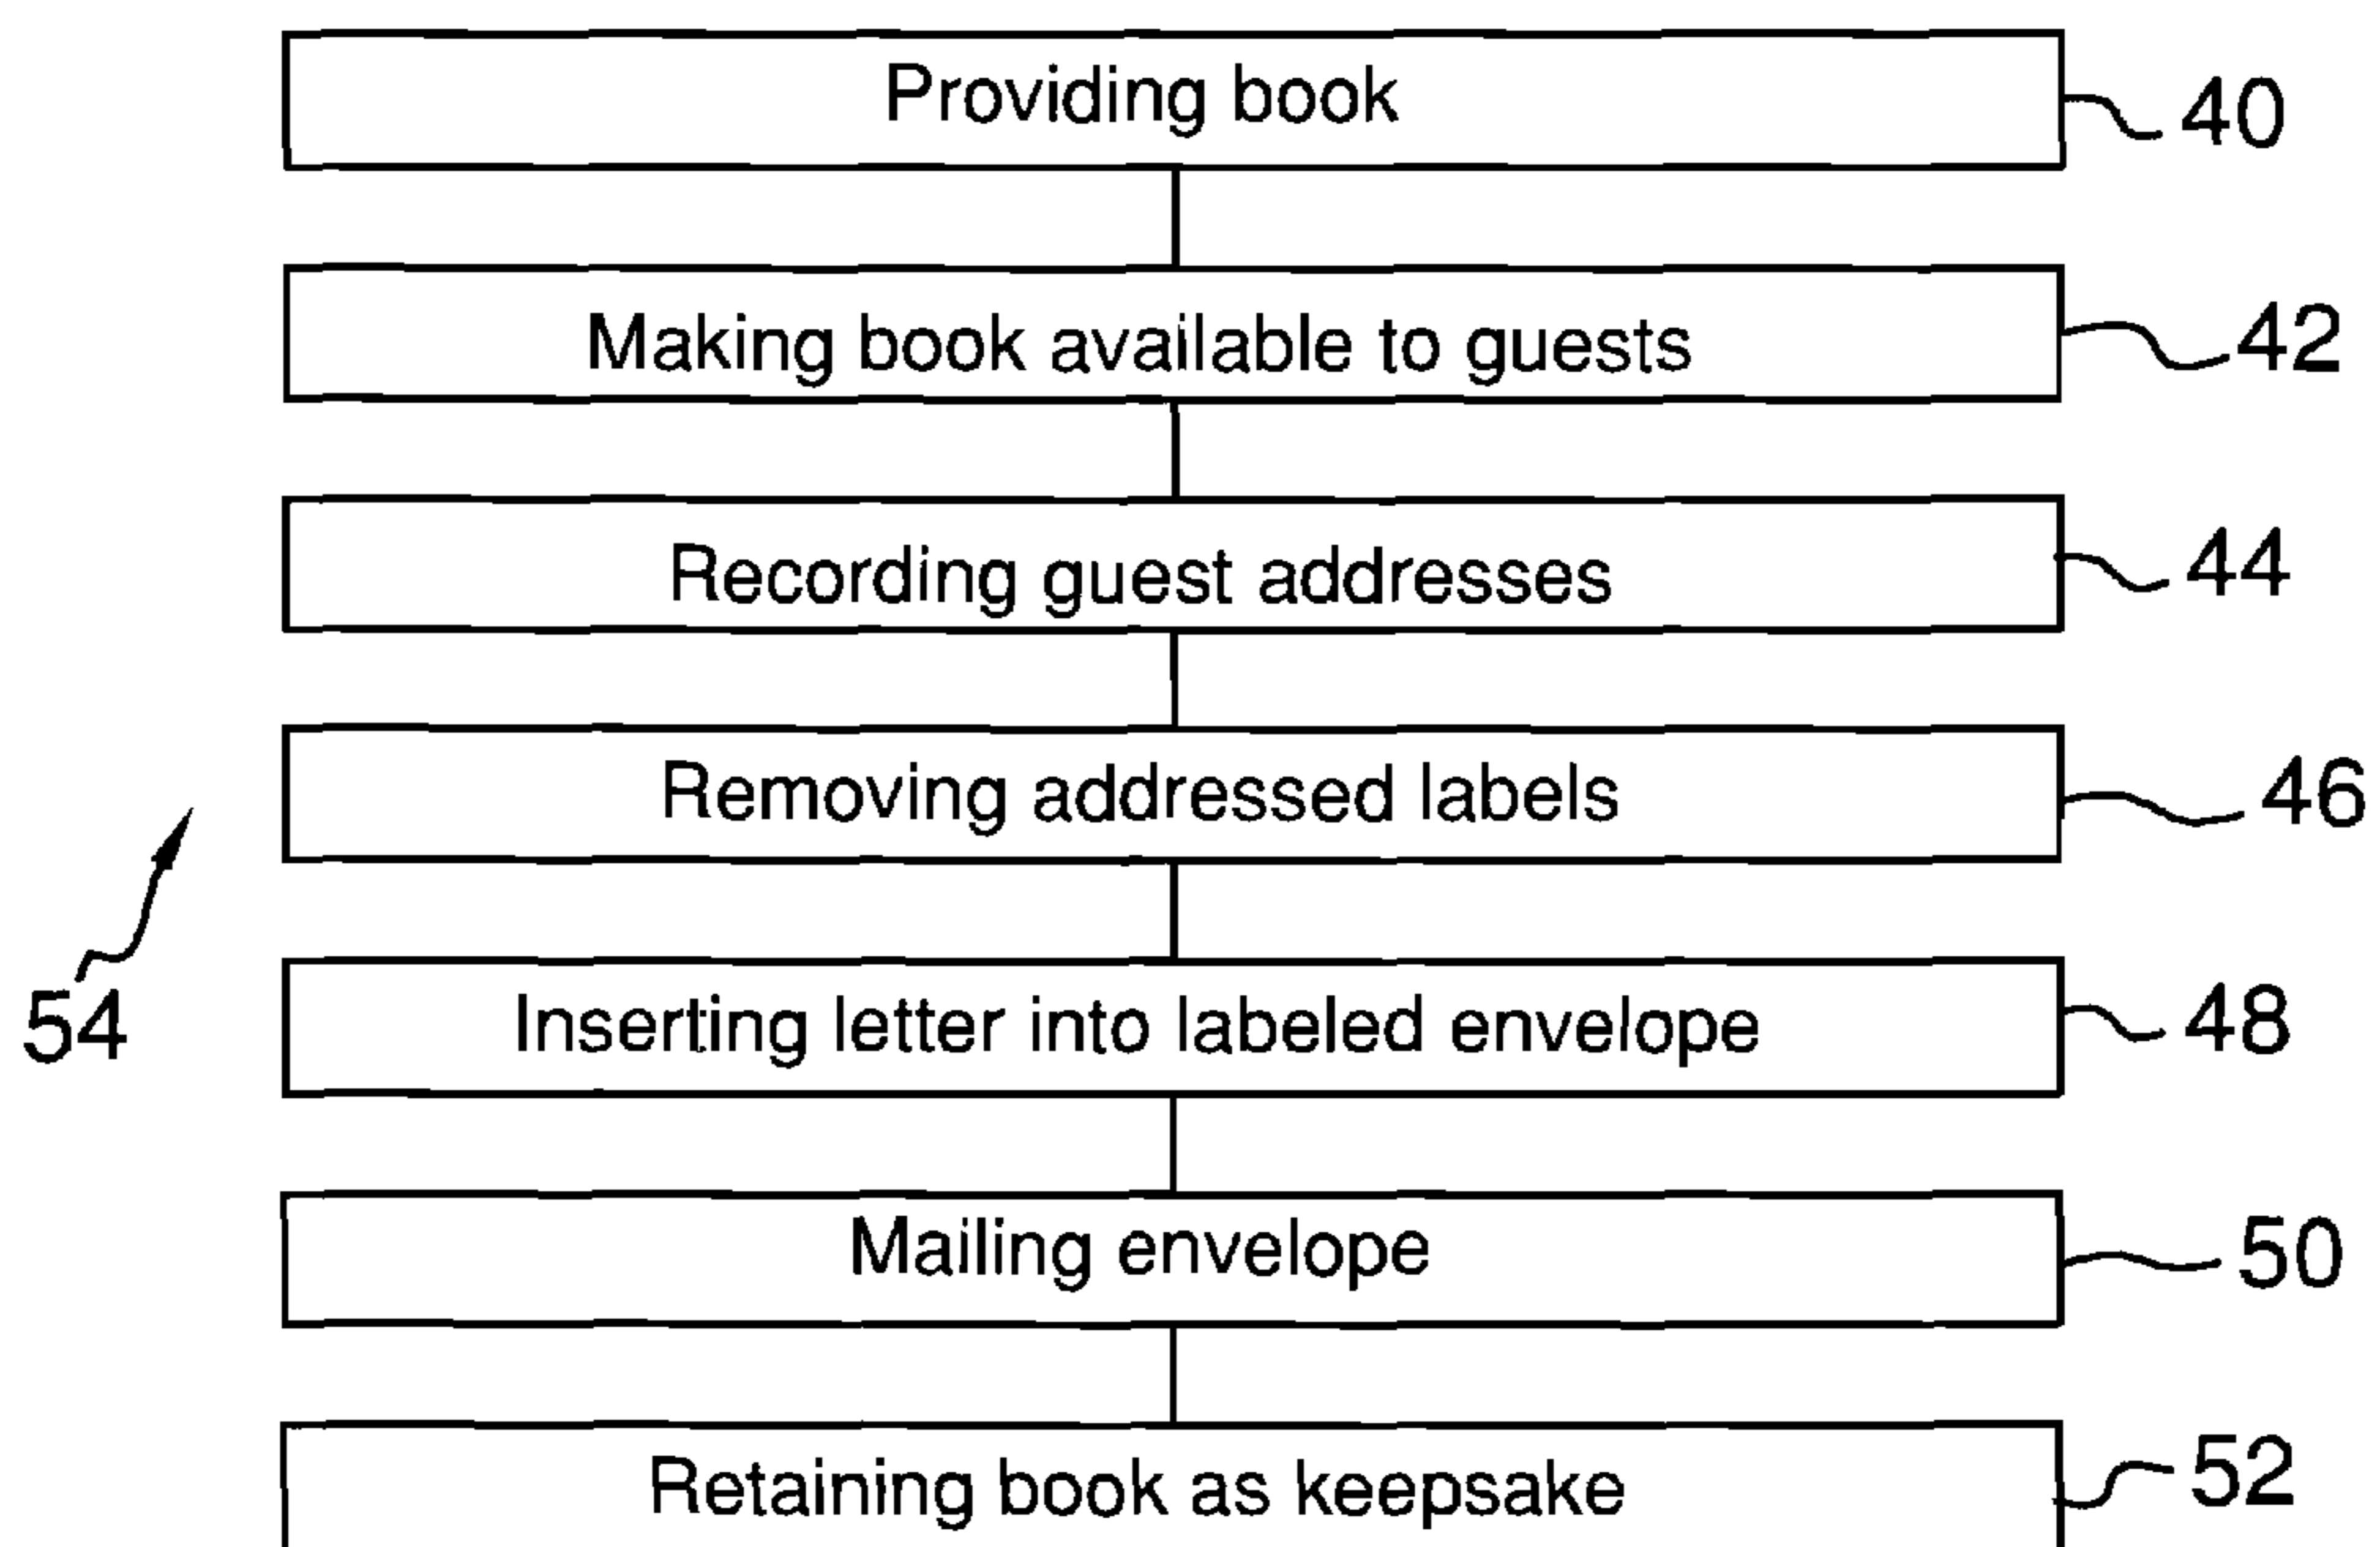 Providing book 40
Making book available to guests 42
Recording guest addresses 44
Removing addressed labels 46
54
Inserting letter into labeled envelope 48
Mailing envelope 50
Retaining book as keepsake 52